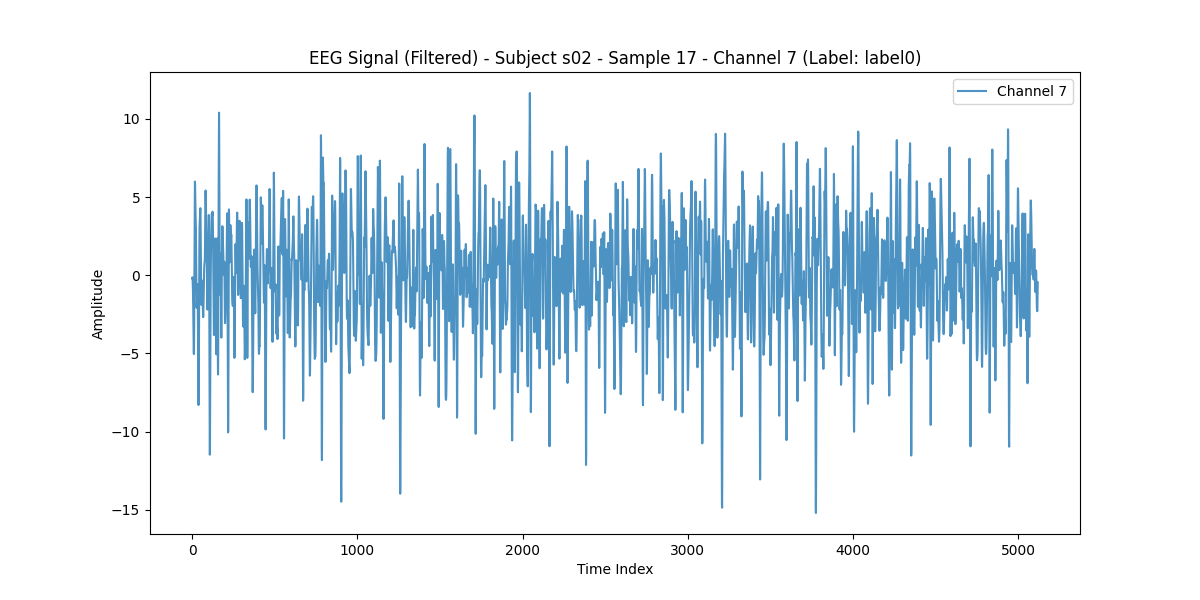 EEG Signal (Filtered) - Subject s02 - Sample 17 - Channel 7 (Label: label0)
Channel 7
10
5
0
−5
−10
−15
Amplitude
0 1000 2000 3000 4000 5000
Time Index